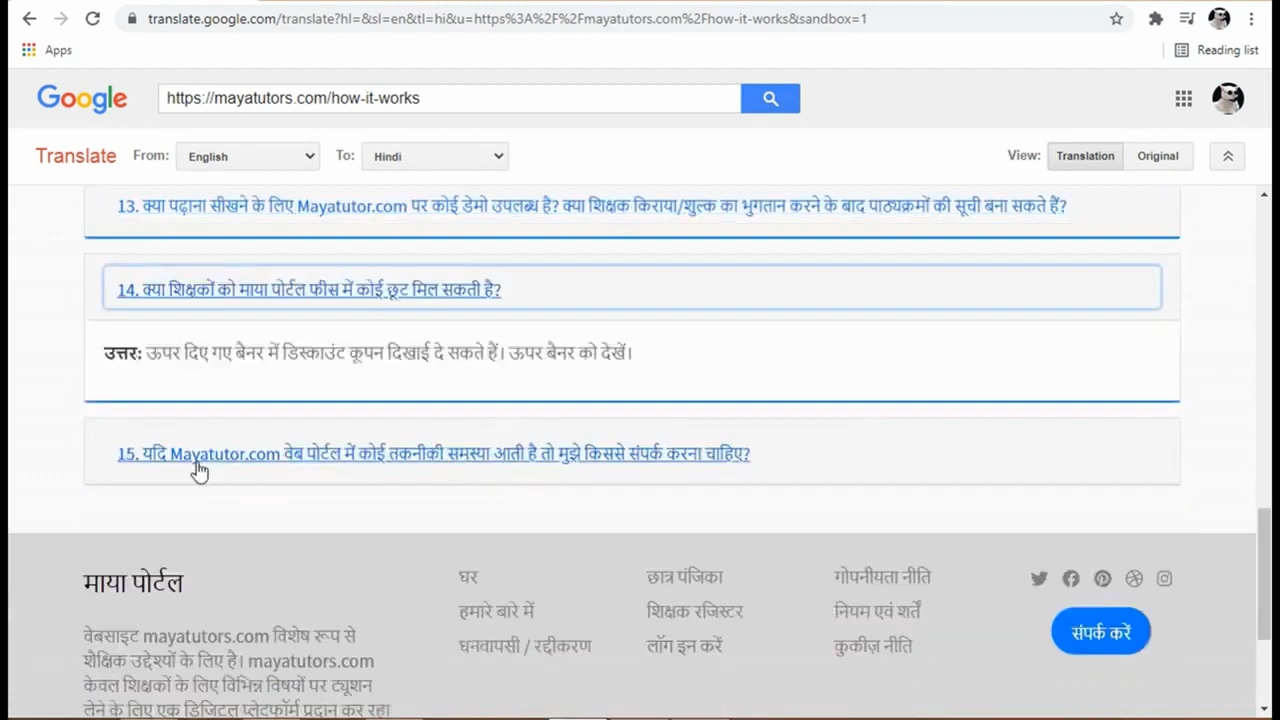 translate.google.com/translate?hl=&sl=en&tl=hi&u=https%3A%2F%2Fmayatutors.com%2Fhow-it-works&sandbox=1
Apps
Reading list
Google
https://mayatutors.com/how-it-works
Translate From: English To: Hindi View: Translation Original
13. क्या पढ़ाना सीखने के लिए Mayatutor.com पर कोई डेमो उपलब्ध है? क्या शिक्षक किराया/शुल्क का भुगतान करने के बाद पाठ्यक्रमों की सूची बना सकते हैं?
14. क्या शिक्षकों को माया पोर्टल फीस में कोई छूट मिल सकती है?
उत्तर: ऊपर दिए गए बैनर में डिस्काउंट कूपन दिखाई दे सकते हैं। ऊपर बैनर को देखें।
15. यदि Mayatutor.com वेब पोर्टल में कोई तकनीकी समस्या आती है तो मुझे किससे संपर्क करना चाहिए?
माया पोर्टल
वेबसाइट mayatutors.com विशेष रूप से
शैक्षिक उद्देश्यों के लिए है। mayatutors.com
केवल शिक्षकों के लिए विभिन्न विषयों पर ट्यूशन
लेने के लिए एक डिजिटल प्लेटफॉर्म प्रदान कर रहा
घर
हमारे बारे में
धनवापसी / रद्दीकरण
छात्र पंजिका
शिक्षक रजिस्टर
लॉग इन करें
गोपनीयता नीति
नियम एवं शर्तें
कुकीज़ नीति
संपर्क करें